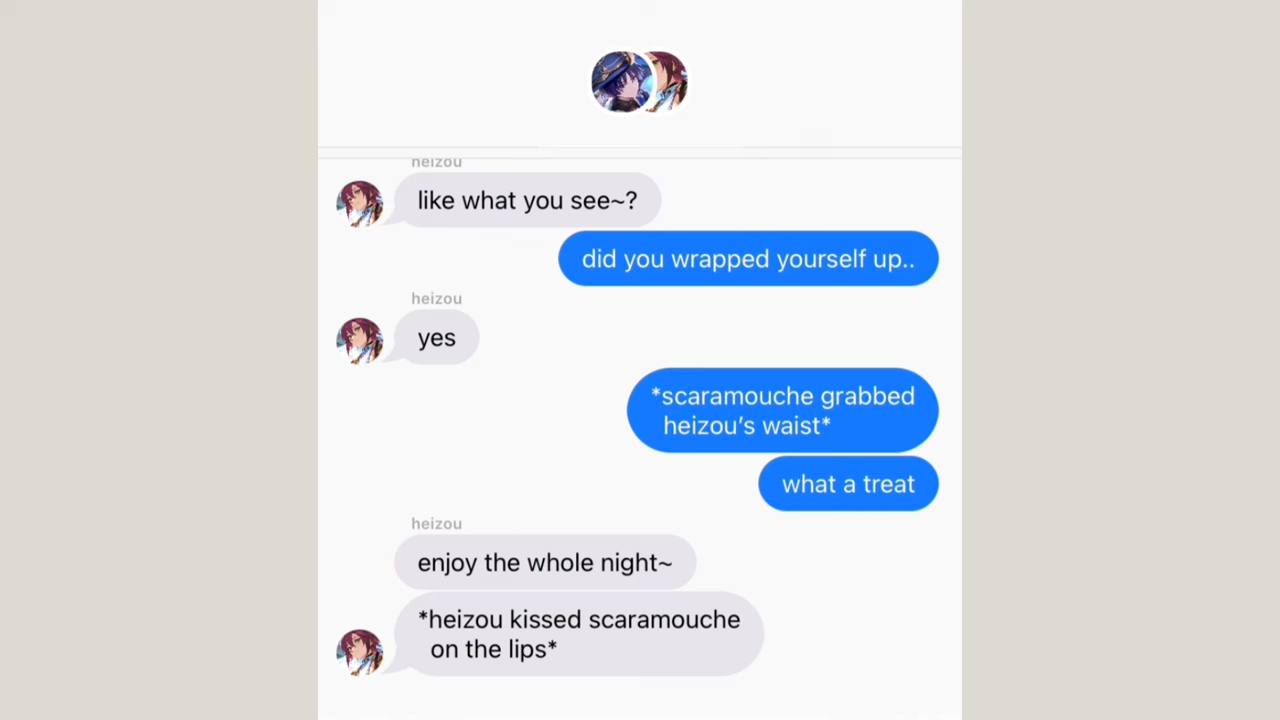 heizou
like what you see~?
did you wrapped yourself up..
heizou
yes
*scaramouche grabbed
heizou’s waist*
what a treat
heizou
enjoy the whole night~
*heizou kissed scaramouche
on the lips*